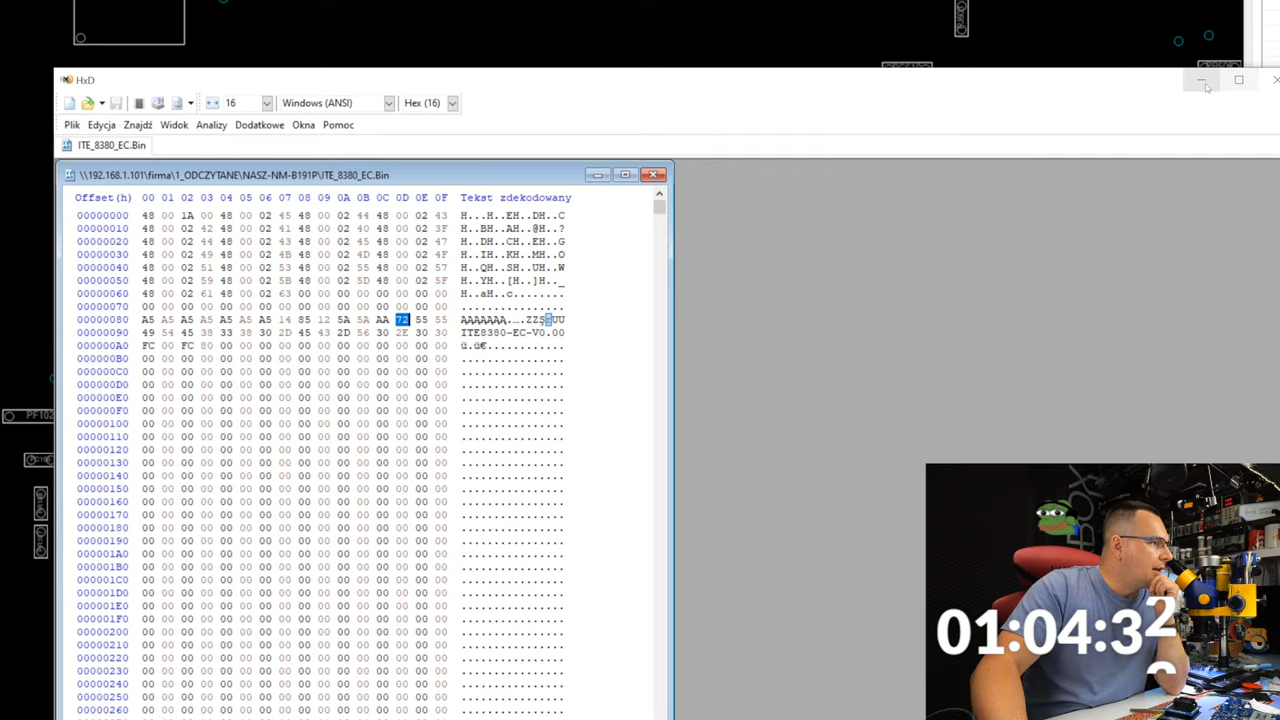 HxD
16 Windows (ANSI) Hex (16)
Plik Edycja Znajdź Widok Analizy Dodatkowe Okna Pomoc
ITE_8380_EC.Bin
\\192.168.1.101\firma\1_ODCZYTANE\NASZ-NM-B191P\ITE_8380_EC.Bin
Offset(h) 00 01 02 03 04 05 06 07 08 09 0A 0B 0C 0D 0E 0F Tekst zdekodowany
00000000 48 00 1A 00 48 00 02 45 48 00 02 44 48 00 02 43 H...H..EH..DH..C
00000010 48 00 02 42 48 00 02 41 48 00 02 40 48 00 02 3F H..BH..AH..@H..?
00000020 48 00 02 44 48 00 02 43 48 00 02 45 48 00 02 47 H..DH..CH..EH..G
00000030 48 00 02 49 48 00 02 4B 48 00 02 4D 48 00 02 4F H..IH..KH..MH..O
00000040 48 00 02 51 48 00 02 53 48 00 02 55 48 00 02 57 H..QH..SH..UH..W
00000050 48 00 02 59 48 00 02 5B 48 00 02 5D 48 00 02 5F H..YH..[H..]H.._
00000060 48 00 02 61 48 00 02 63 00 00 00 00 00 00 00 00 H..aH..c........
00000070 00 00 00 00 00 00 00 00 00 00 00 00 00 00 00 00 ................
00000080 A5 A5 A5 A5 A5 A5 A5 14 85 12 5A 5A AA 72 55 55
00000090 49 54 45 38 33 38 30 2D 45 43 2D 56 30 2E 30 30 ITE8380-EC-V0.00
000000A0 FC 00 FC 80 00 00 00 00 00 00 00 00 00 00 00 00 ü.ü€............
000000B0 00 00 00 00 00 00 00 00 00 00 00 00 00 00 00 00 ................
000000C0 00 00 00 00 00 00 00 00 00 00 00 00 00 00 00 00 ................
000000D0 00 00 00 00 00 00 00 00 00 00 00 00 00 00 00 00 ................
000000E0 00 00 00 00 00 00 00 00 00 00 00 00 00 00 00 00 ................
000000F0 00 00 00 00 00 00 00 00 00 00 00 00 00 00 00 00 ................
00000100 00 00 00 00 00 00 00 00 00 00 00 00 00 00 00 00 ................
00000110 00 00 00 00 00 00 00 00 00 00 00 00 00 00 00 00 ................
00000120 00 00 00 00 00 00 00 00 00 00 00 00 00 00 00 00 ................
00000130 00 00 00 00 00 00 00 00 00 00 00 00 00 00 00 00 ................
00000140 00 00 00 00 00 00 00 00 00 00 00 00 00 00 00 00 ................
00000150 00 00 00 00 00 00 00 00 00 00 00 00 00 00 00 00 ................
00000160 00 00 00 00 00 00 00 00 00 00 00 00 00 00 00 00 ................
00000170 00 00 00 00 00 00 00 00 00 00 00 00 00 00 00 00 ................
00000180 00 00 00 00 00 00 00 00 00 00 00 00 00 00 00 00 ................
00000190 00 00 00 00 00 00 00 00 00 00 00 00 00 00 00 00 ................
000001A0 00 00 00 00 00 00 00 00 00 00 00 00 00 00 00 00 ................
000001B0 00 00 00 00 00 00 00 00 00 00 00 00 00 00 00 00 ................
000001C0 00 00 00 00 00 00 00 00 00 00 00 00 00 00 00 00 ................
000001D0 00 00 00 00 00 00 00 00 00 00 00 00 00 00 00 00 ................
000001E0 00 00 00 00 00 00 00 00 00 00 00 00 00 00 00 00 ................
000001F0 00 00 00 00 00 00 00 00 00 00 00 00 00 00 00 00 ................
00000200 00 00 00 00 00 00 00 00 00 00 00 00 00 00 00 00 ................
00000210 00 00 00 00 00 00 00 00 00 00 00 00 00 00 00 00 ................
00000220 00 00 00 00 00 00 00 00 00 00 00 00 00 00 00 00 ................
00000230 00 00 00 00 00 00 00 00 00 00 00 00 00 00 00 00 ................
00000240 00 00 00 00 00 00 00 00 00 00 00 00 00 00 00 00 ................
00000250 00 00 00 00 00 00 00 00 00 00 00 00 00 00 00 00 ................
PF102
BOX
01:04:3